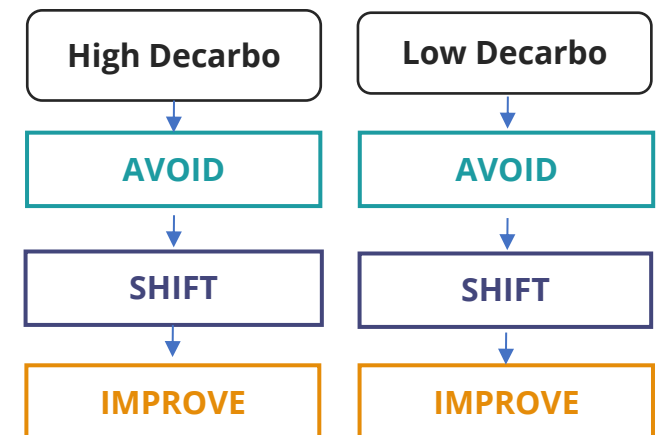 High Decarbo
AVOID
SHIFT
IMPROVE
Low Decarbo
AVOID
SHIFT
IMPROVE